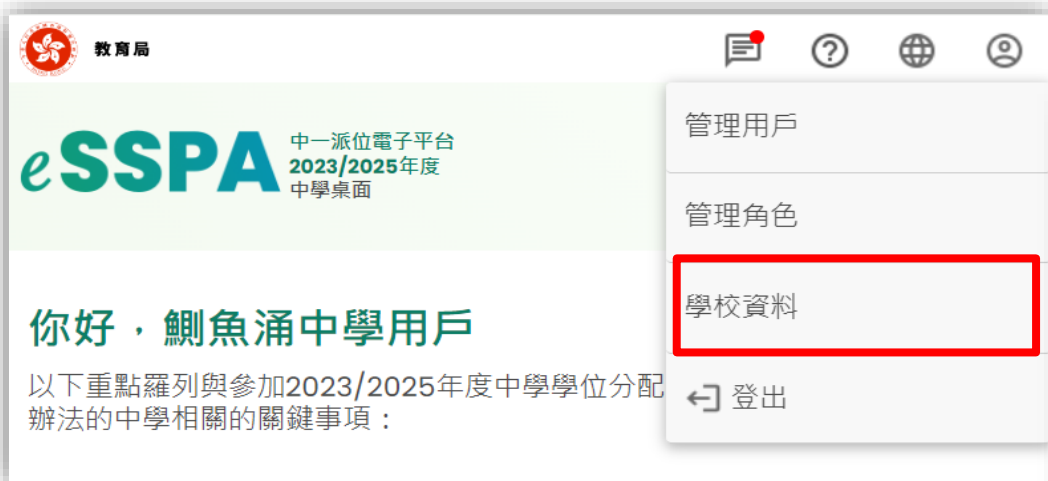 教育局
eSSPA
中一派位電子平台
2023/2025年度
中學桌面
管理用戶
管理角色
學校資料
登出
你好，鰂魚涌中學用戶
以下重點羅列與參加2023/2025年度中學學位分配
辦法的中學相關的關鍵事項：